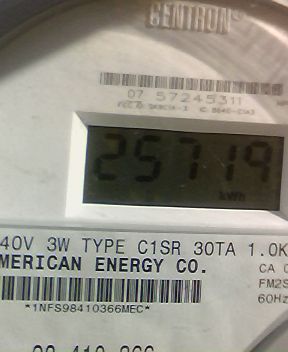 CENTRON®
07 57245311
25719
kWh
40V 3W TYPE C1SR 30TA 1.0K
MERICAN ENERGY CO.
CA 0
FM2S
60Hz
*1NFS98410366MEC*